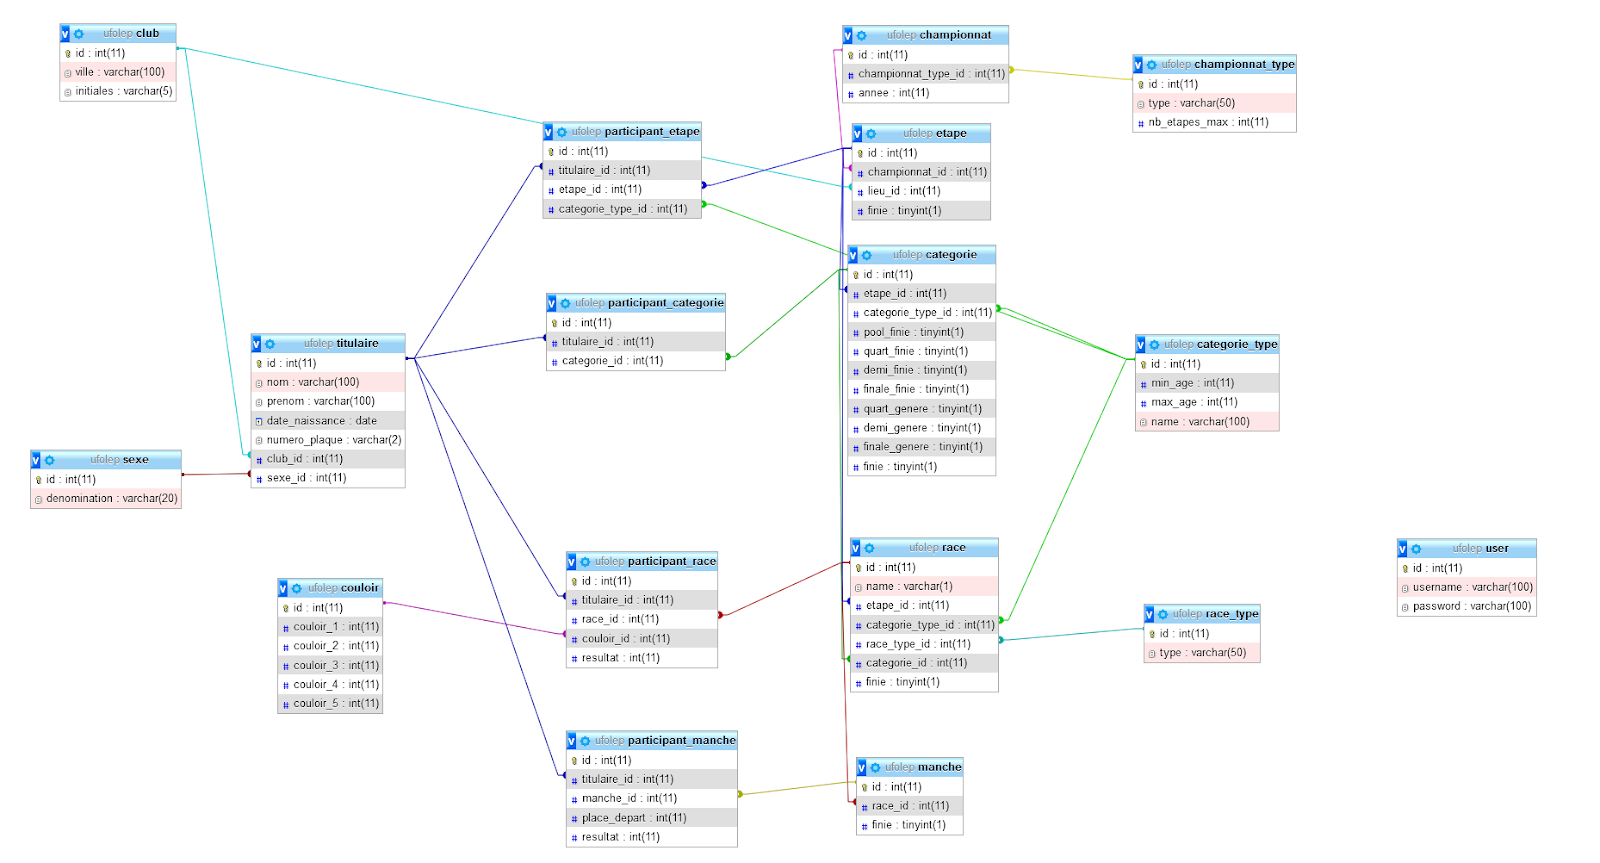 v ufolep club
id : int(11)
ville : varchar(100)
initiales : varchar(5)
v ufolep championnat
id : int(11)
# championnat_type_id : int(11)
# annee : int(11)
v ufolep championnat_type
id : int(11)
type : varchar(50)
# nb_etapes_max : int(11)
v ufolep participant_etape
id : int(11)
# titulaire_id : int(11)
# etape_id : int(11)
# categorie_type_id : int(11)
v ufolep etape
id : int(11)
# championnat_id : int(11)
# lieu_id : int(11)
# finie : tinyint(1)
v ufolep categorie
id : int(11)
# etape_id : int(11)
# categorie_type_id : int(11)
# pool_finie : tinyint(1)
# quart_finie : tinyint(1)
# demi_finie : tinyint(1)
# finale_finie : tinyint(1)
# quart_genere : tinyint(1)
# demi_genere : tinyint(1)
# finale_genere : tinyint(1)
# finie : tinyint(1)
v ufolep participant_categorie
id : int(11)
# titulaire_id : int(11)
# categorie_id : int(11)
v ufolep titulaire
id : int(11)
nom : varchar(100)
prenom : varchar(100)
date_naissance : date
numero_plaque : varchar(2)
# club_id : int(11)
# sexe_id : int(11)
v ufolep categorie_type
id : int(11)
# min_age : int(11)
# max_age : int(11)
name : varchar(100)
v ufolep sexe
id : int(11)
denomination : varchar(20)
v ufolep race
id : int(11)
name : varchar(1)
# etape_id : int(11)
# categorie_type_id : int(11)
# race_type_id : int(11)
# categorie_id : int(11)
# finie : tinyint(1)
v ufolep user
id : int(11)
username : varchar(100)
password : varchar(100)
v ufolep participant_race
id : int(11)
# titulaire_id : int(11)
# race_id : int(11)
# couloir_id : int(11)
# resultat : int(11)
v ufolep couloir
id : int(11)
# couloir_1 : int(11)
# couloir_2 : int(11)
# couloir_3 : int(11)
# couloir_4 : int(11)
# couloir_5 : int(11)
v ufolep race_type
id : int(11)
type : varchar(50)
v ufolep participant_manche
id : int(11)
# titulaire_id : int(11)
# manche_id : int(11)
# place_depart : int(11)
# resultat : int(11)
v ufolep manche
id : int(11)
# race_id : int(11)
# finie : tinyint(1)